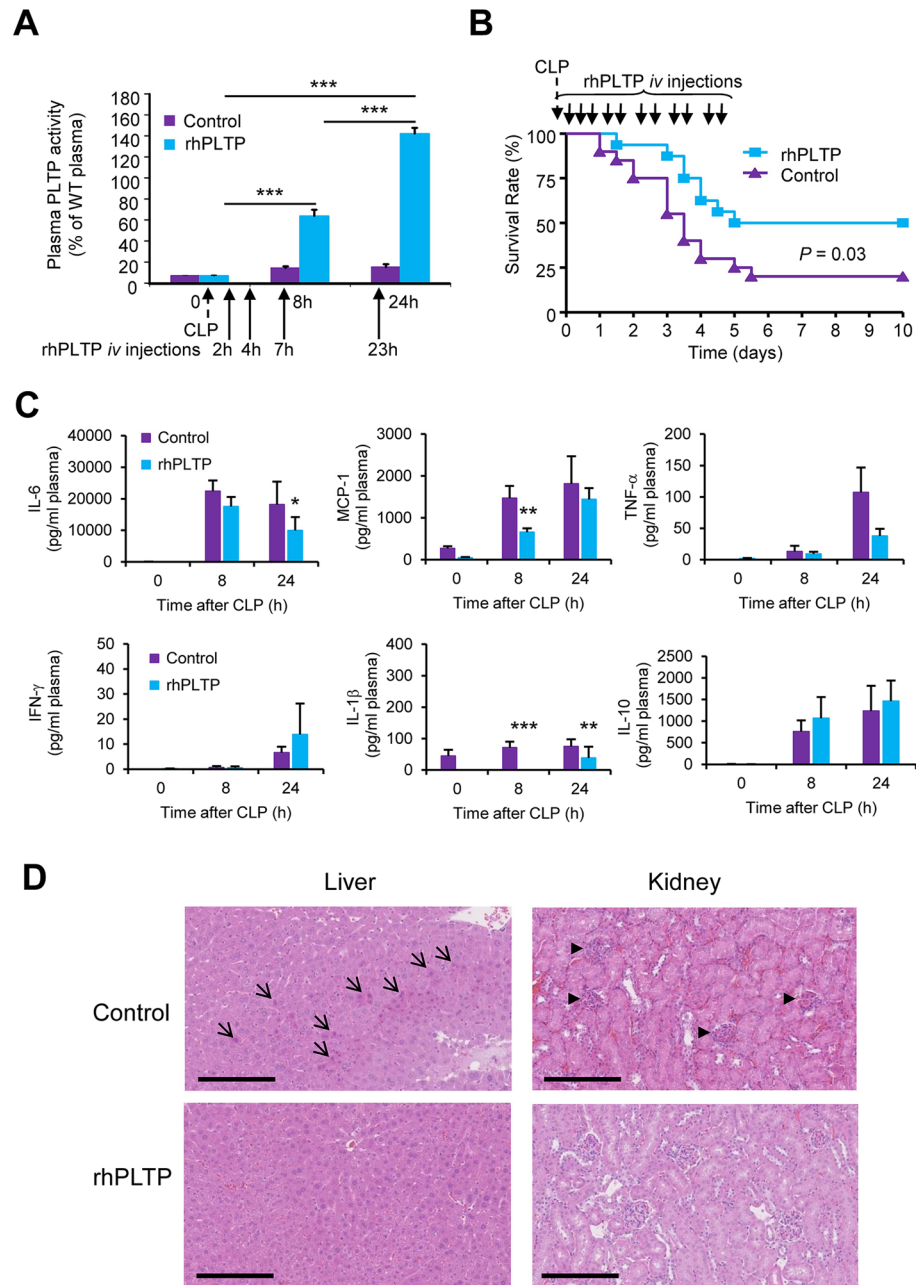 A
Plasma PLTP activity
(% of WT plasma)
180
160
140
120
100
80
60
40
20
0
Control
rhPLTP
***
***
***
0
8h
24h
CLP
rhPLTP iv injections
2h
4h
7h
23h
B
CLP
rhPLTP iv injections
Survival Rate (%)
100
75
50
25
0
rhPLTP
Control
P = 0.03
0 1 2 3 4 5 6 7 8 9 10
Time (days)
C
IL-6
(pg/ml plasma)
40000
30000
20000
10000
0
Control
rhPLTP
*
0 8 24
Time after CLP (h)
MCP-1
(pg/ml plasma)
3000
2000
1000
0
**
0 8 24
Time after CLP (h)
TNF-α
(pg/ml plasma)
200
150
100
50
0
0 8 24
Time after CLP (h)
IFN-γ
(pg/ml plasma)
50
40
30
20
10
0
Control
rhPLTP
0 8 24
Time after CLP (h)
IL-1β
(pg/ml plasma)
400
300
200
100
0
***
**
0 8 24
Time after CLP (h)
IL-10
(pg/ml plasma)
2500
2000
1500
1000
500
0
0 8 24
Time after CLP (h)
D
Liver
Kidney
Control
rhPLTP